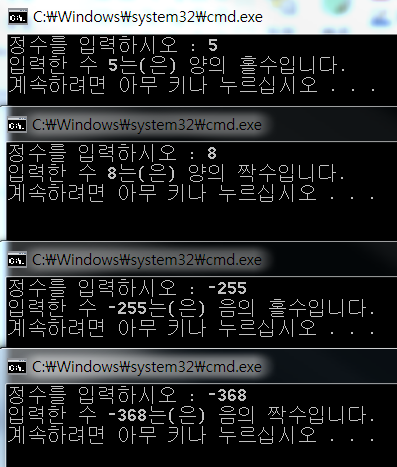 C:₩Windows₩system32₩cmd.exe
정수를 입력하시오 : 5
입력한 수 5는(은) 양의 홀수입니다.
계속하려면 아무 키나 누르십시오 . . .
C:₩Windows₩system32₩cmd.exe
정수를 입력하시오 : 8
입력한 수 8는(은) 양의 짝수입니다.
계속하려면 아무 키나 누르십시오 . . .
C:₩Windows₩system32₩cmd.exe
정수를 입력하시오 : -255
입력한 수 -255는(은) 음의 홀수입니다.
계속하려면 아무 키나 누르십시오 . . .
C:₩Windows₩system32₩cmd.exe
정수를 입력하시오 : -368
입력한 수 -368는(은) 음의 짝수입니다.
계속하려면 아무 키나 누르십시오 . . .